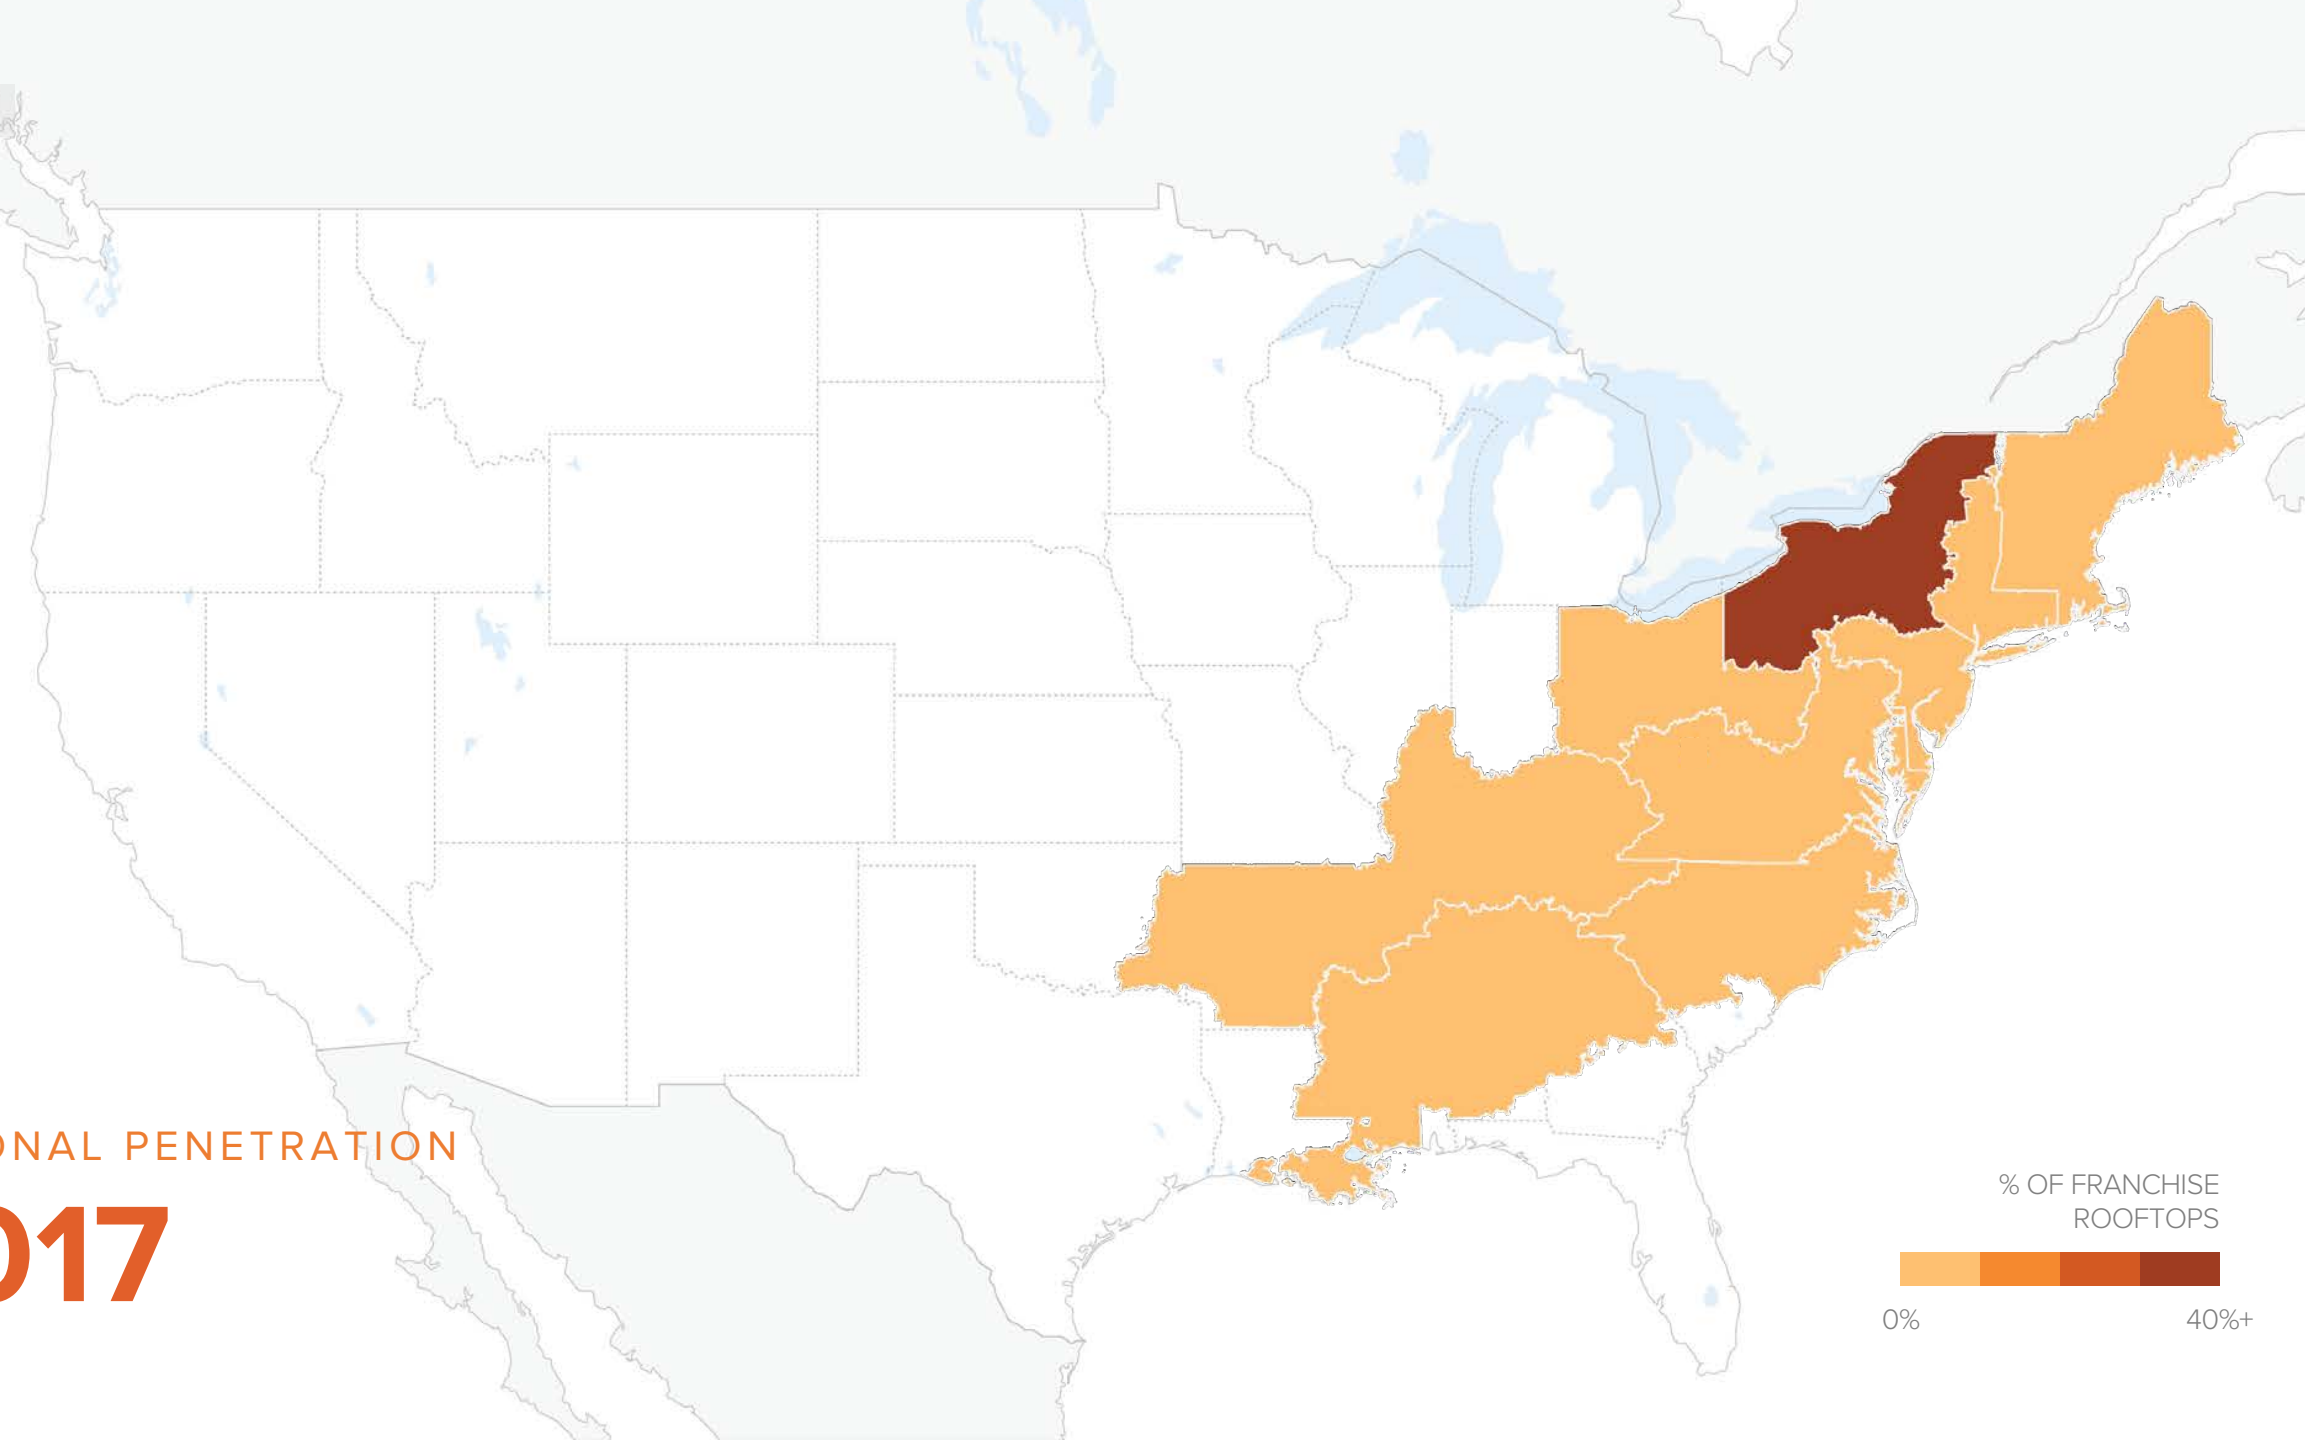 ONAL PENETRATION
017
% OF FRANCHISE
ROOFTOPS
0%
40%+